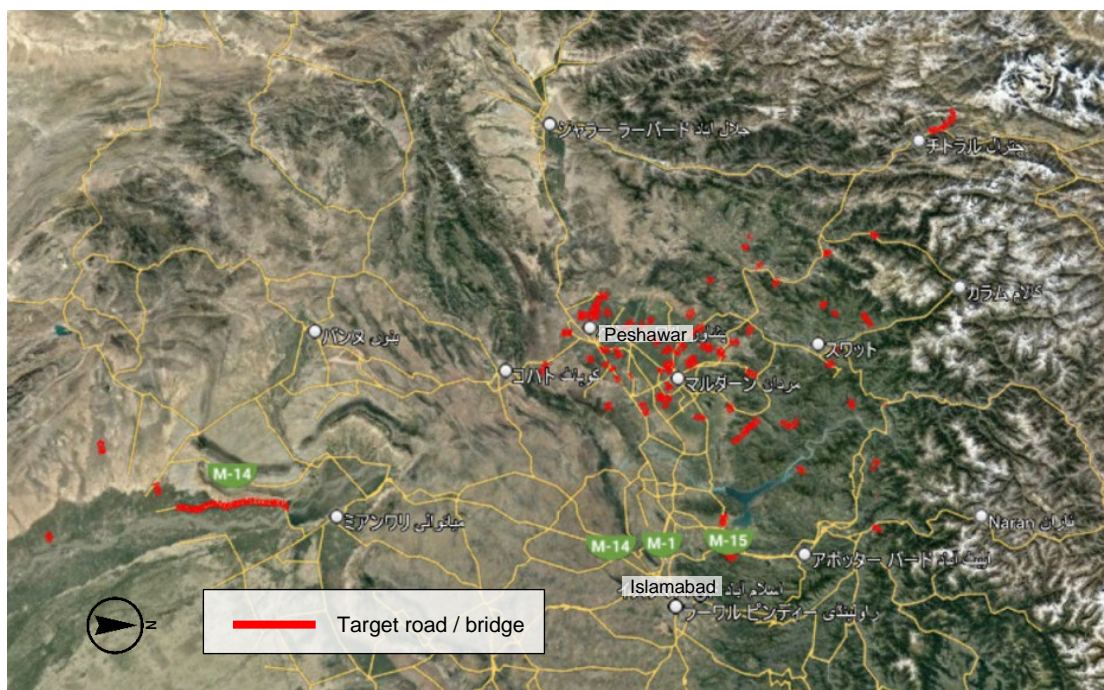 ジャラー ラーバード جلال آباد
チトラル چترال
カラム کالام
Peshawar پشاور
バンヌ بنوں
コハト کوہاٹ
スワット
マルダーン مردان
M-14
ミアンワリ میانوالی
Naran ناران
M-14
M-1
M-15
アボッター バード ایبٹ آباد
Islamabad اسلام آباد
ラーワルピンディー راولپنڈی
N
Target road / bridge